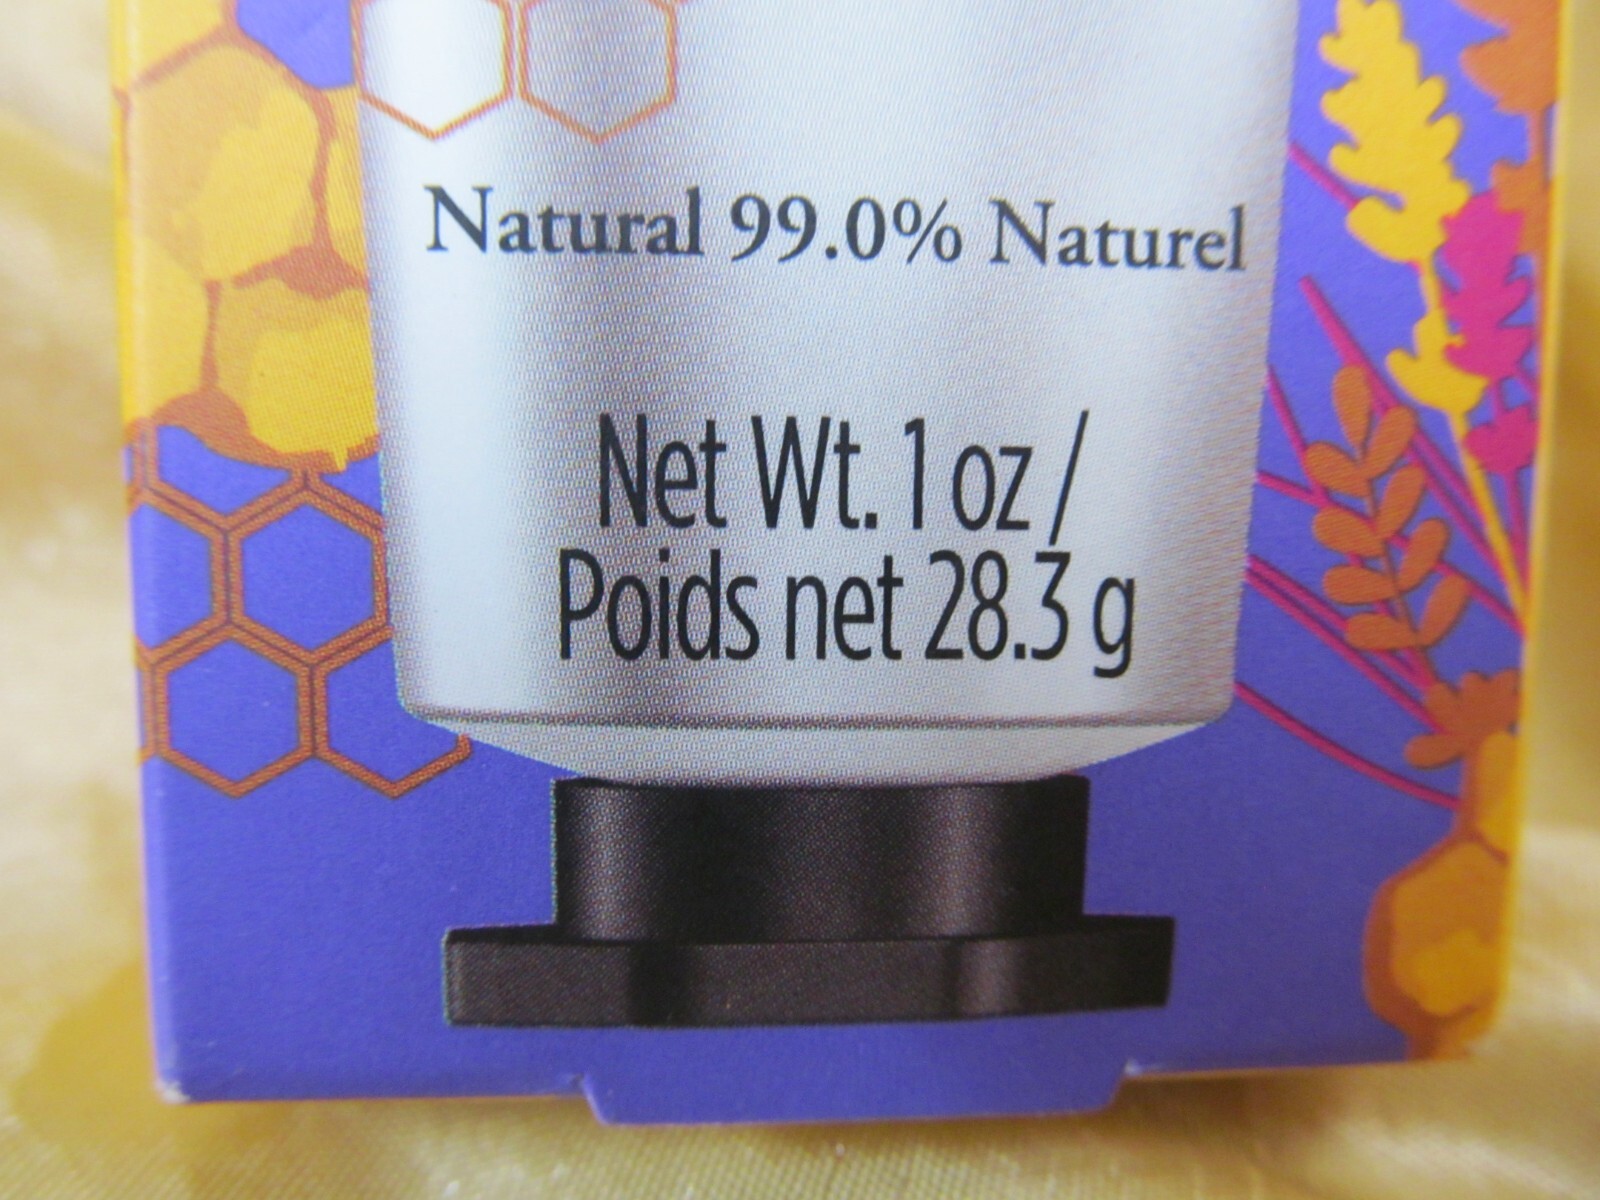 Natural 99.0% Naturel
Net Wt. 1 oz /
Poids net 28.3 g